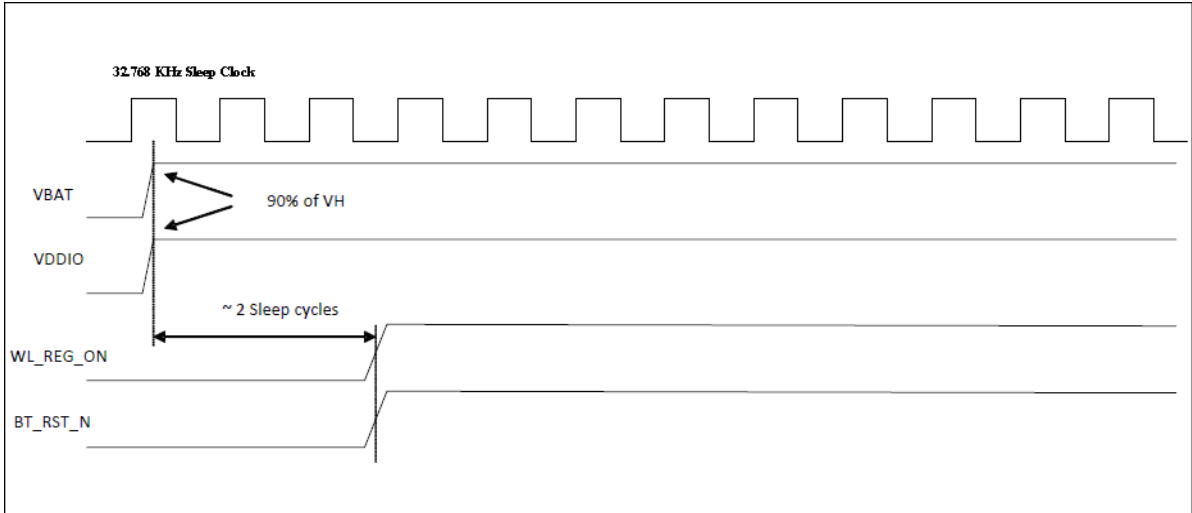 32.768 KHz Sleep Clock
VBAT
90% of VH
VDDIO
~ 2 Sleep cycles
WL_REG_ON
BT_RST_N